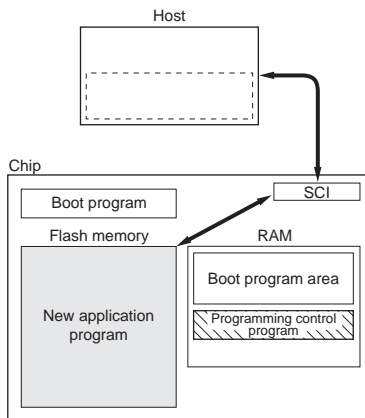 Host
Chip
SCI
Boot program
Flash memory
RAM
New application
program
Boot program area
Programming control
program